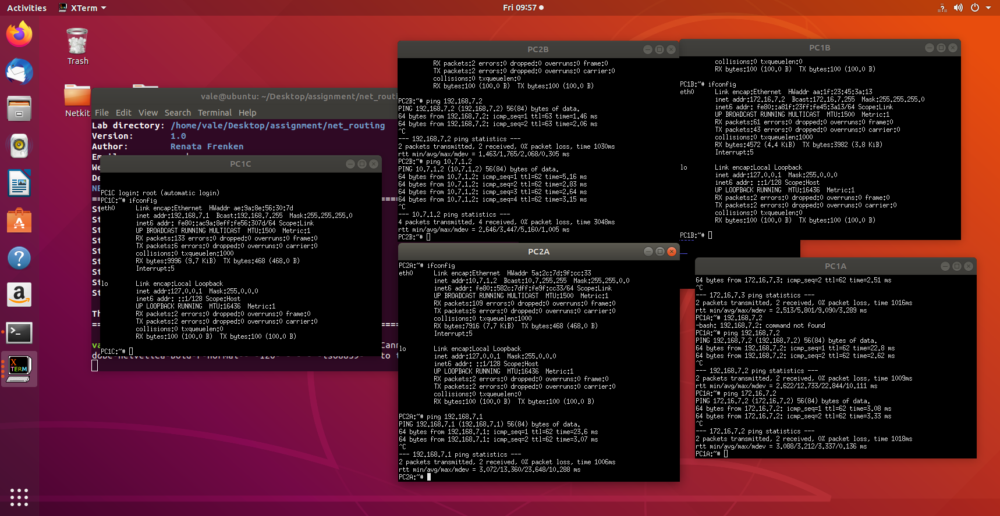 Activities
XTerm
Fri 09:57
Trash
Netkit
vale@ubuntu: ~/Desktop/assignment/net_routi
File Edit View Search Terminal Help
Lab directory: /home/vale/Desktop/assignment/net_routing
Version: 1.0
Author: Renata Frenken
PC1C
PC1C login: root (automatic login)
PC1C:~# ifconfig
eth0 Link encap:Ethernet HWaddr ae:9a:8e:56:30:7d
inet addr:192.168.7.1 Bcast:192.168.7.255 Mask:255.255.255.0
inet6 addr: fe80::ac9a:8eff:fe56:307d/64 Scope:Link
UP BROADCAST RUNNING MULTICAST MTU:1500 Metric:1
RX packets:133 errors:0 dropped:0 overruns:0 frame:0
TX packets:6 errors:0 dropped:0 overruns:0 carrier:0
collisions:0 txqueuelen:1000
RX bytes:9996 (9.7 KiB) TX bytes:468 (468.0 B)
Interrupt:5
lo Link encap:Local Loopback
inet addr:127.0.0.1 Mask:255.0.0.0
inet6 addr: ::1/128 Scope:Host
UP LOOPBACK RUNNING MTU:16436 Metric:1
RX packets:2 errors:0 dropped:0 overruns:0 frame:0
TX packets:2 errors:0 dropped:0 overruns:0 carrier:0
collisions:0 txqueuelen:0
RX bytes:100 (100.0 B) TX bytes:100 (100.0 B)
PC1C:~#
PC2B
RX packets:2 errors:0 dropped:0 overruns:0 frame:0
TX packets:2 errors:0 dropped:0 overruns:0 carrier:0
collisions:0 txqueuelen:0
RX bytes:100 (100.0 B) TX bytes:100 (100.0 B)
PC2B:~# ping 192.168.7.2
PING 192.168.7.2 (192.168.7.2) 56(84) bytes of data.
64 bytes from 192.168.7.2: icmp_seq=1 ttl=63 time=1.46 ms
64 bytes from 192.168.7.2: icmp_seq=2 ttl=63 time=2.06 ms
^C
--- 192.168.7.2 ping statistics ---
2 packets transmitted, 2 received, 0% packet loss, time 1030ms
rtt min/avg/max/mdev = 1.463/1.765/2.068/0.305 ms
PC2B:~# ping 10.7.1.2
PING 10.7.1.2 (10.7.1.2) 56(84) bytes of data.
64 bytes from 10.7.1.2: icmp_seq=1 ttl=62 time=5.16 ms
64 bytes from 10.7.1.2: icmp_seq=2 ttl=62 time=2.83 ms
64 bytes from 10.7.1.2: icmp_seq=3 ttl=62 time=2.64 ms
64 bytes from 10.7.1.2: icmp_seq=4 ttl=62 time=3.15 ms
^C
--- 10.7.1.2 ping statistics ---
4 packets transmitted, 4 received, 0% packet loss, time 3048ms
rtt min/avg/max/mdev = 2.646/3.447/5.160/1.005 ms
PC2B:~#
PC1B
collisions:0 txqueuelen:0
RX bytes:100 (100.0 B) TX bytes:100 (100.0 B)
PC1B:~# ifconfig
eth0 Link encap:Ethernet HWaddr aa:1f:23:45:3a:13
inet addr:172.16.7.2 Bcast:172.16.7.255 Mask:255.255.255.0
inet6 addr: fe80::a81f:23ff:fe45:3a13/64 Scope:Link
UP BROADCAST RUNNING MULTICAST MTU:1500 Metric:1
RX packets:61 errors:0 dropped:0 overruns:0 frame:0
TX packets:43 errors:0 dropped:0 overruns:0 carrier:0
collisions:0 txqueuelen:1000
RX bytes:4572 (4.4 KiB) TX bytes:3982 (3.8 KiB)
Interrupt:5
lo Link encap:Local Loopback
inet addr:127.0.0.1 Mask:255.0.0.0
inet6 addr: ::1/128 Scope:Host
UP LOOPBACK RUNNING MTU:16436 Metric:1
RX packets:2 errors:0 dropped:0 overruns:0 frame:0
TX packets:2 errors:0 dropped:0 overruns:0 carrier:0
collisions:0 txqueuelen:0
RX bytes:100 (100.0 B) TX bytes:100 (100.0 B)
PC1B:~#
PC2A
PC2A:~# ifconfig
eth0 Link encap:Ethernet HWaddr 5a:2c:7d:9f:cc:33
inet addr:10.7.1.2 Bcast:10.7.255.255 Mask:255.255.0.0
inet6 addr: fe80::582c:7dff:fe9f:cc33/64 Scope:Link
UP BROADCAST RUNNING MULTICAST MTU:1500 Metric:1
RX packets:109 errors:0 dropped:0 overruns:0 frame:0
TX packets:6 errors:0 dropped:0 overruns:0 carrier:0
collisions:0 txqueuelen:1000
RX bytes:7916 (7.7 KiB) TX bytes:468 (468.0 B)
Interrupt:5
lo Link encap:Local Loopback
inet addr:127.0.0.1 Mask:255.0.0.0
inet6 addr: ::1/128 Scope:Host
UP LOOPBACK RUNNING MTU:16436 Metric:1
RX packets:2 errors:0 dropped:0 overruns:0 frame:0
TX packets:2 errors:0 dropped:0 overruns:0 carrier:0
collisions:0 txqueuelen:0
RX bytes:100 (100.0 B) TX bytes:100 (100.0 B)
PC2A:~# ping 192.168.7.1
PING 192.168.7.1 (192.168.7.1) 56(84) bytes of data.
64 bytes from 192.168.7.1: icmp_seq=1 ttl=62 time=23.6 ms
64 bytes from 192.168.7.1: icmp_seq=2 ttl=62 time=3.07 ms
^C
--- 192.168.7.1 ping statistics ---
2 packets transmitted, 2 received, 0% packet loss, time 1006ms
rtt min/avg/max/mdev = 3.072/13.360/23.648/10.288 ms
PC2A:~#
PC1A
64 bytes from 172.16.7.3: icmp_seq=2 ttl=62 time=2.51 ms
^C
--- 172.16.7.3 ping statistics ---
2 packets transmitted, 2 received, 0% packet loss, time 1016ms
rtt min/avg/max/mdev = 2.513/5.801/9.090/3.289 ms
PC1A:~# 192.168.7.2
-bash: 192.168.7.2: command not found
PC1A:~# ping 192.168.7.2
PING 192.168.7.2 (192.168.7.2) 56(84) bytes of data.
64 bytes from 192.168.7.2: icmp_seq=1 ttl=62 time=22.8 ms
64 bytes from 192.168.7.2: icmp_seq=2 ttl=62 time=2.62 ms
^C
--- 192.168.7.2 ping statistics ---
2 packets transmitted, 2 received, 0% packet loss, time 1009ms
rtt min/avg/max/mdev = 2.622/12.733/22.844/10.111 ms
PC1A:~# ping 172.16.7.2
PING 172.16.7.2 (172.16.7.2) 56(84) bytes of data.
64 bytes from 172.16.7.2: icmp_seq=1 ttl=62 time=3.08 ms
64 bytes from 172.16.7.2: icmp_seq=2 ttl=62 time=3.33 ms
^C
--- 172.16.7.2 ping statistics ---
2 packets transmitted, 2 received, 0% packet loss, time 1018ms
rtt min/avg/max/mdev = 3.088/3.212/3.337/0.136 ms
PC1A:~#